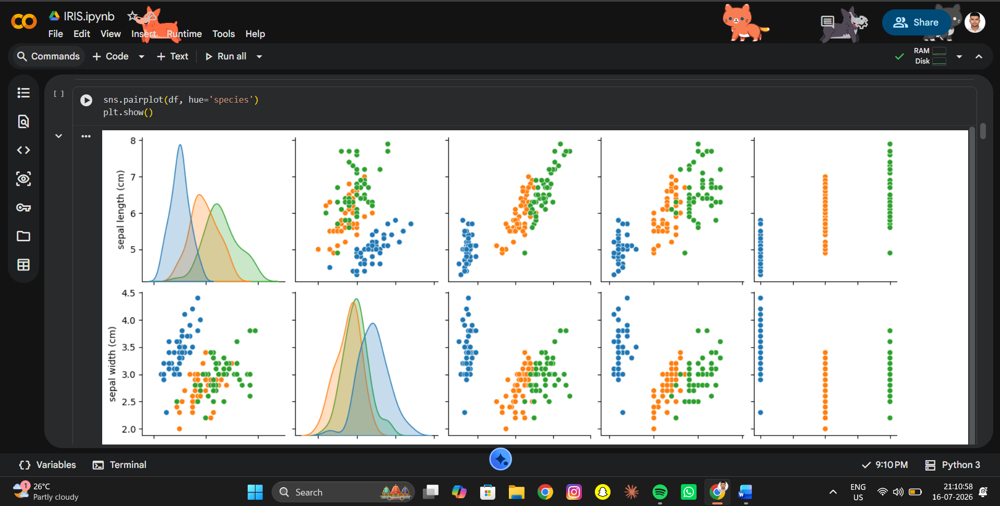 IRIS.ipynb
File Edit View Insert Runtime Tools Help
Share
Commands + Code + Text Run all
RAM
Disk
[ ]
sns.pairplot(df, hue='species')
plt.show()
8
7
6
5
sepal length (cm)
4.5
4.0
3.5
3.0
2.5
2.0
sepal width (cm)
Variables Terminal
9:10 PM Python 3
1
26°C
Partly cloudy
Search
W
ENG
US
21:10:58
16-07-2026